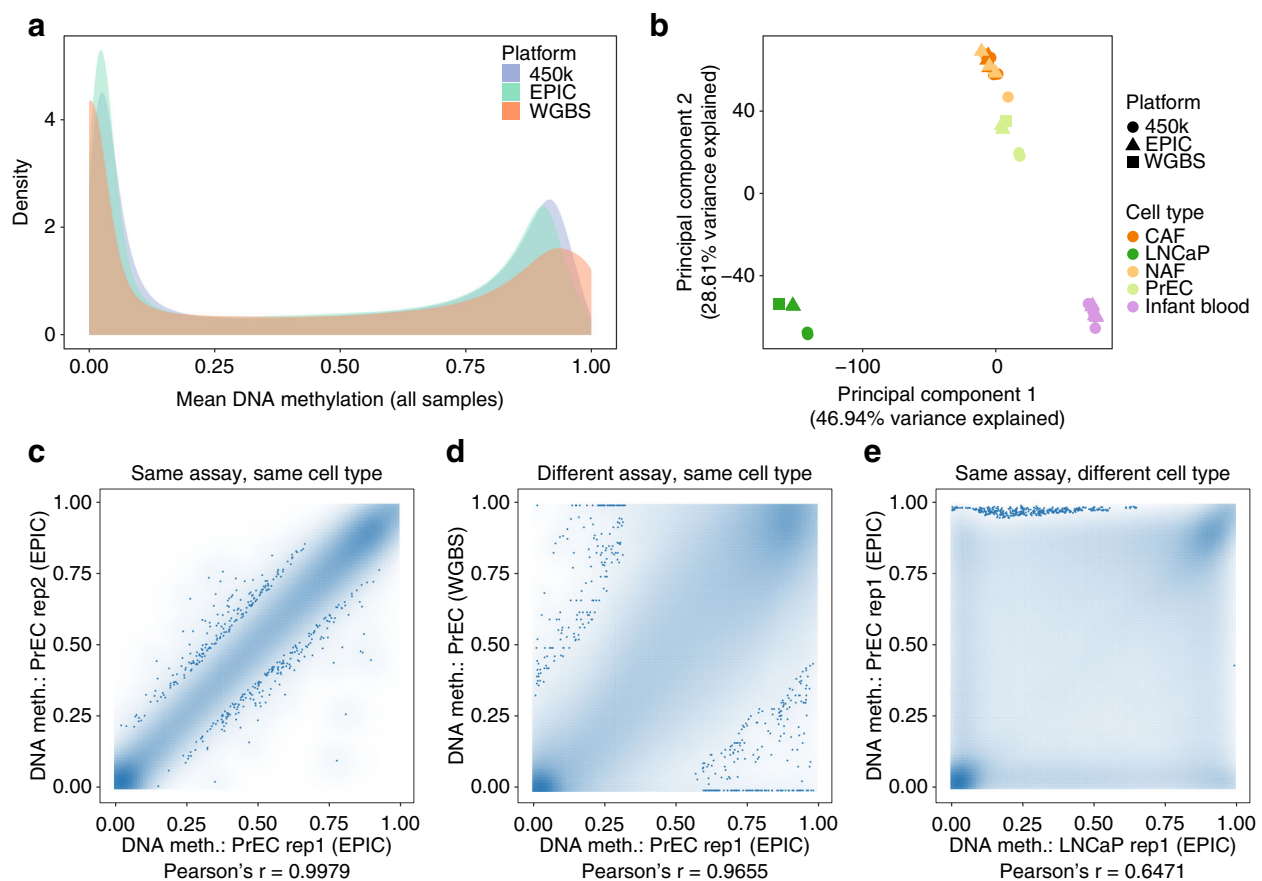 a
Platform
450k
EPIC
WGBS
Density
4
2
0
0.00 0.25 0.50 0.75 1.00
Mean DNA methylation (all samples)
b
Principal component 2
(28.61% variance explained)
40
0
−40
−100 0
Principal component 1
(46.94% variance explained)
Platform
450k
EPIC
WGBS
Cell type
CAF
LNCaP
NAF
PrEC
Infant blood
c
Same assay, same cell type
DNA meth.: PrEC rep2 (EPIC)
1.00
0.75
0.50
0.25
0.00
0.00 0.25 0.50 0.75 1.00
DNA meth.: PrEC rep1 (EPIC)
Pearson's r = 0.9979
d
Different assay, same cell type
DNA meth.: PrEC (WGBS)
1.00
0.75
0.50
0.25
0.00
0.00 0.25 0.50 0.75 1.00
DNA meth.: PrEC rep1 (EPIC)
Pearson's r = 0.9655
e
Same assay, different cell type
DNA meth.: PrEC rep1 (EPIC)
1.00
0.75
0.50
0.25
0.00
0.00 0.25 0.50 0.75 1.00
DNA meth.: LNCaP rep1 (EPIC)
Pearson's r = 0.6471